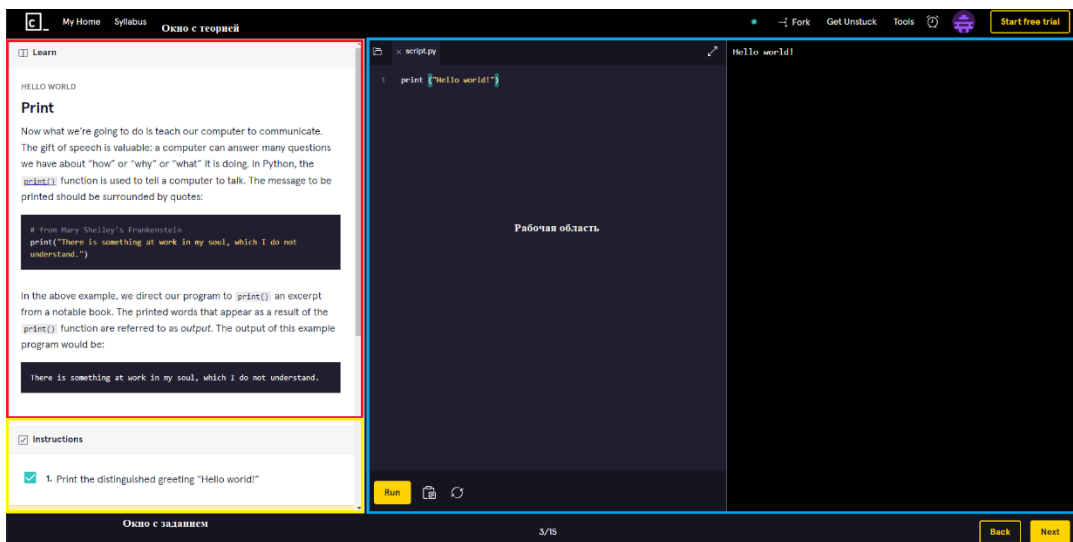 c_ My Home Syllabus Окно с теорией Fork Get Unstuck Tools Start free trial
Learn
HELLO WORLD
Print
Now what we're going to do is teach our computer to communicate.
The gift of speech is valuable: a computer can answer many questions
we have about "how" or "why" or "what" it is doing. In Python, the
print() function is used to tell a computer to talk. The message to be
printed should be surrounded by quotes:
# from Mary Shelley's Frankenstein
print("There is something at work in my soul, which I do not
understand.")
In the above example, we direct our program to print() an excerpt
from a notable book. The printed words that appear as a result of the
print() function are referred to as output. The output of this example
program would be:
There is something at work in my soul, which I do not understand.
Instructions
1. Print the distinguished greeting "Hello world!"
Окно с заданием
script.py
1 print ("Hello world!")
Рабочая область
Run
Hello world!
3/15
Back Next